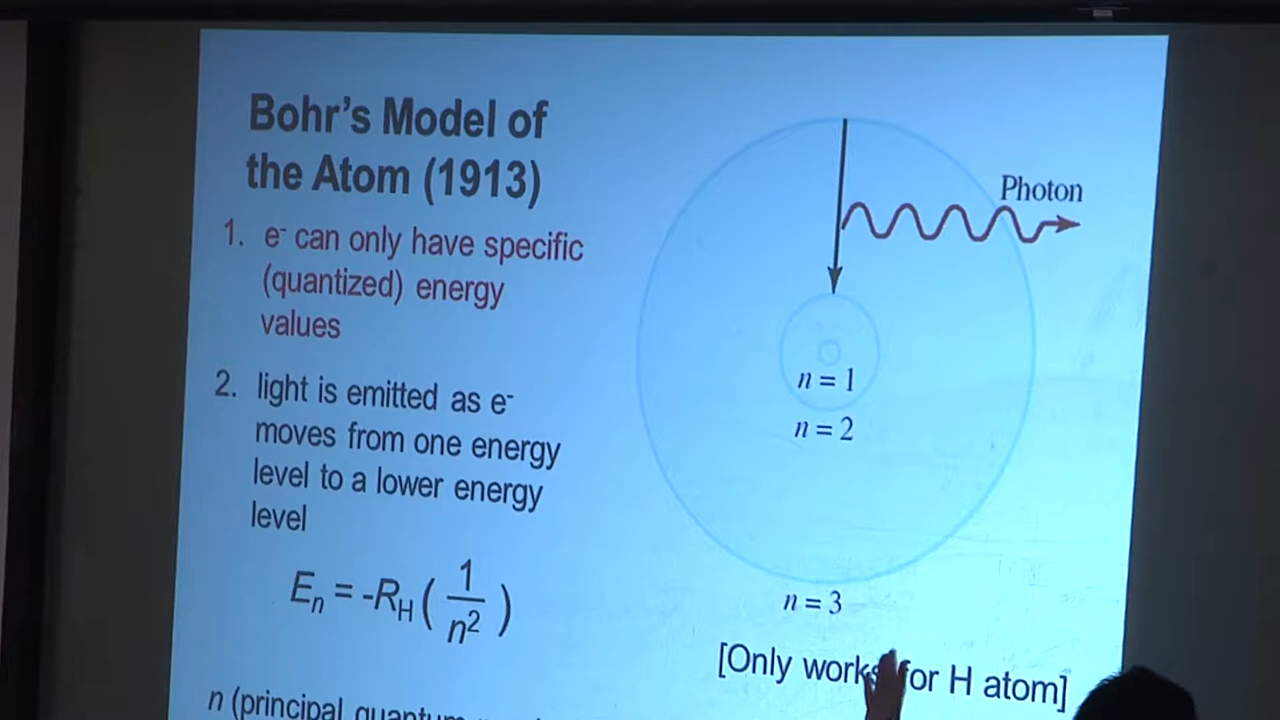 Bohr's Model of
the Atom (1913)
1. e⁻ can only have specific
(quantized) energy
values
2. light is emitted as e⁻
moves from one energy
level to a lower energy
level
Eₙ = -R_H ( 1/n² )
n (principal quantum
Photon
n = 1
n = 2
n = 3
[Only works for H atom]